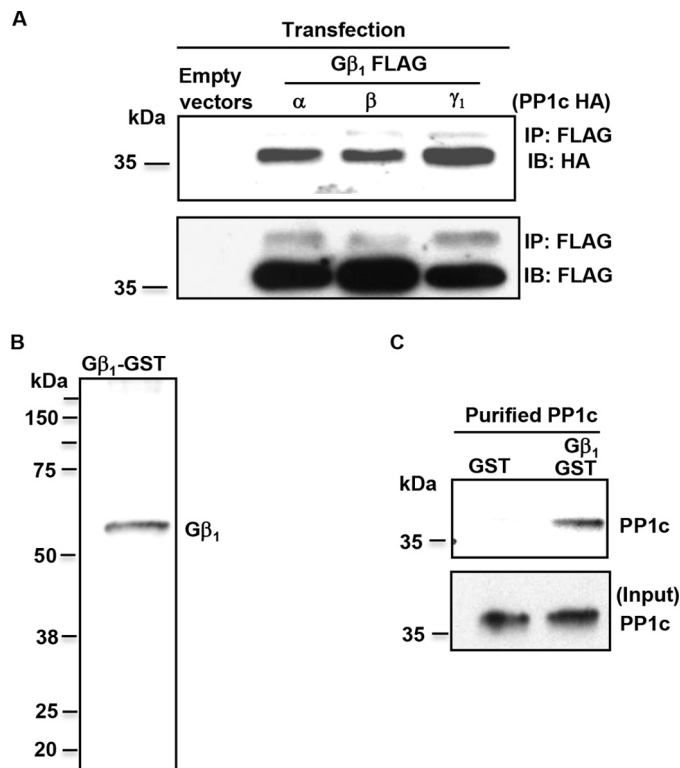 A
Transfection
Gβ₁ FLAG
Empty
vectors
α β γ₁ (PP1c HA)
kDa
IP: FLAG
35 IB: HA
IP: FLAG
35 IB: FLAG
B
Gβ₁-GST
kDa
150
75
Gβ₁
50
38
25
20
C
Purified PP1c
Gβ₁
GST GST
kDa
PP1c
35
(Input)
PP1c
35